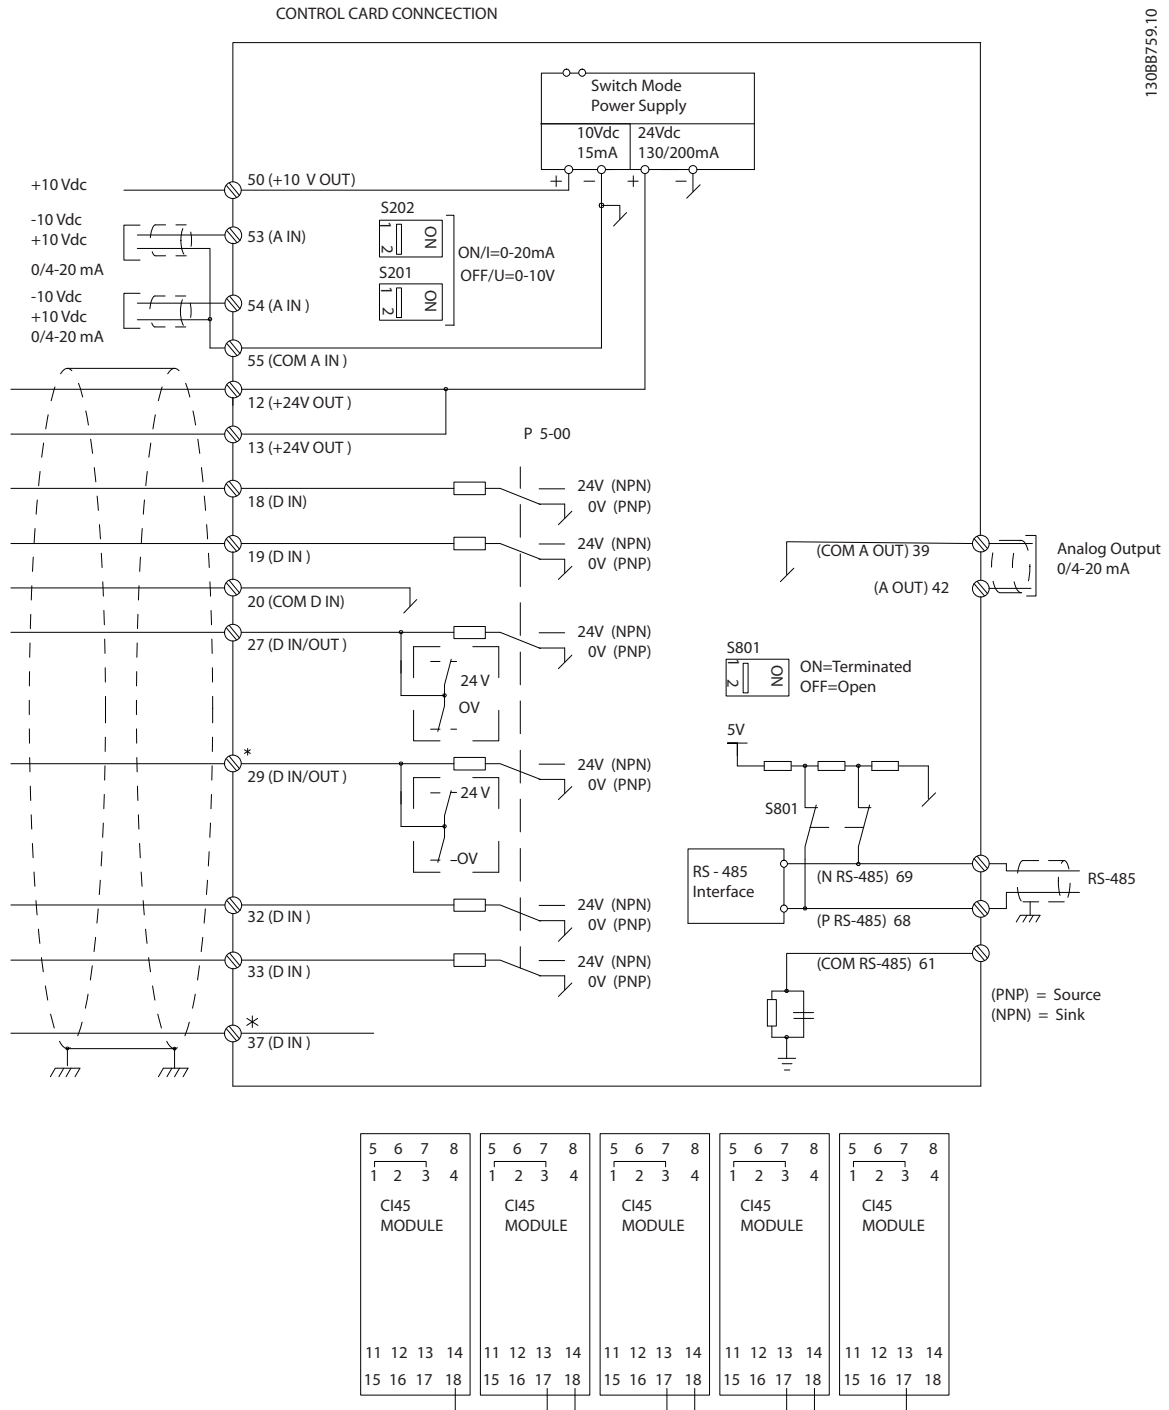 CONTROL CARD CONNCECTION
130BB759.10
Switch Mode
Power Supply
10Vdc
15mA
24Vdc
130/200mA
+ − + −
+10 Vdc
50 (+10 V OUT)
-10 Vdc
+10 Vdc
0/4-20 mA
53 (A IN)
S202
1 2 ON
ON/I=0-20mA
OFF/U=0-10V
S201
1 2 ON
-10 Vdc
+10 Vdc
0/4-20 mA
54 (A IN )
55 (COM A IN )
12 (+24V OUT )
13 (+24V OUT )
P 5-00
18 (D IN)
24V (NPN)
0V (PNP)
19 (D IN )
24V (NPN)
0V (PNP)
(COM A OUT) 39
Analog Output
0/4-20 mA
(A OUT) 42
20 (COM D IN)
27 (D IN/OUT )
24V (NPN)
0V (PNP)
24 V
OV
S801
1 2 ON
ON=Terminated
OFF=Open
5V
*
29 (D IN/OUT )
24V (NPN)
0V (PNP)
24 V
OV
S801
RS - 485
Interface
(N RS-485) 69
RS-485
(P RS-485) 68
32 (D IN )
24V (NPN)
0V (PNP)
33 (D IN )
24V (NPN)
0V (PNP)
(COM RS-485) 61
(PNP) = Source
(NPN) = Sink
*
37 (D IN )
5 6 7 8 5 6 7 8 5 6 7 8 5 6 7 8 5 6 7 8
1 2 3 4 1 2 3 4 1 2 3 4 1 2 3 4 1 2 3 4
CI45 CI45 CI45 CI45 CI45
MODULE MODULE MODULE MODULE MODULE
11 12 13 14 11 12 13 14 11 12 13 14 11 12 13 14 11 12 13 14
15 16 17 18 15 16 17 18 15 16 17 18 15 16 17 18 15 16 17 18